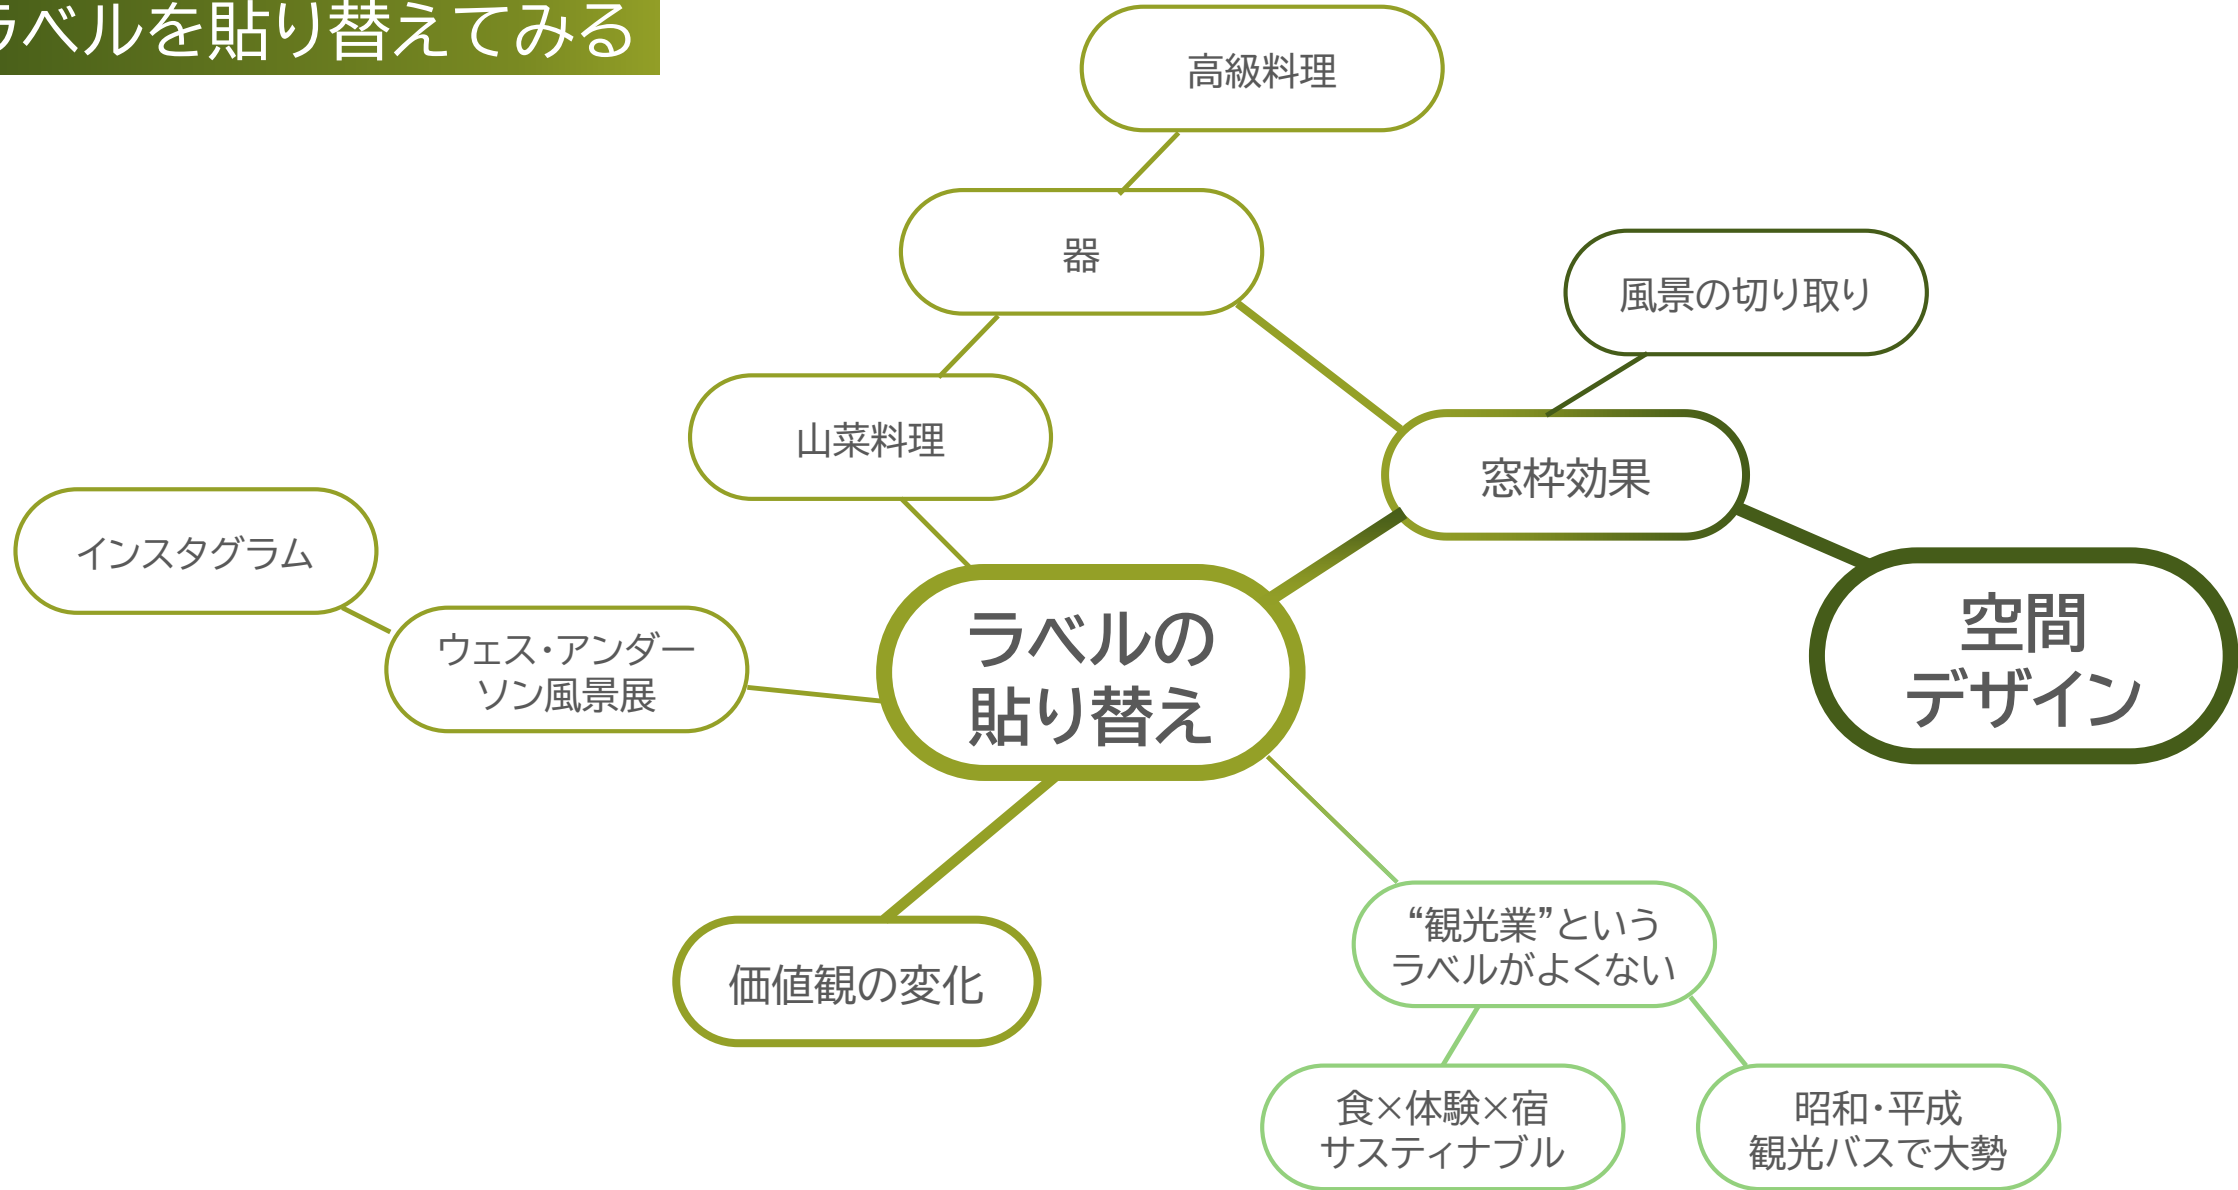 ラベルを貼り替えてみる
高級料理
器
風景の切り取り
山菜料理
窓枠効果
インスタグラム
ウェス・アンダー
ソン風景展
ラベルの
貼り替え
空間
デザイン
価値観の変化
“観光業”という
ラベルがよくない
食×体験×宿
サスティナブル
昭和・平成
観光バスで大勢